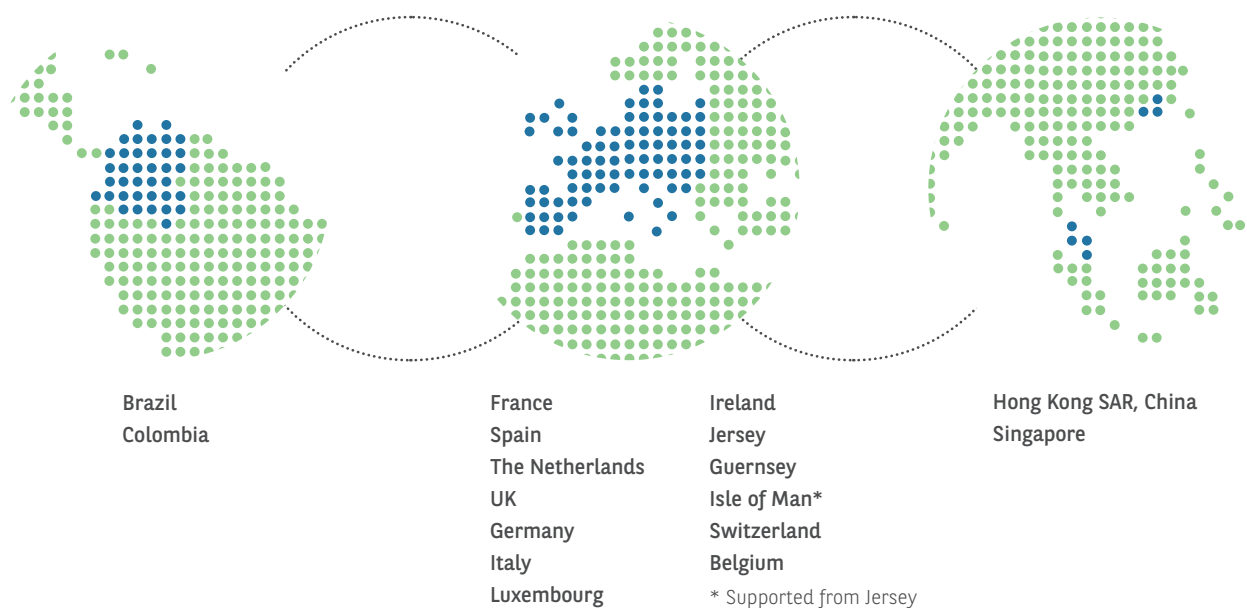 Brazil
Colombia
France
Spain
The Netherlands
UK
Germany
Italy
Luxembourg
Ireland
Jersey
Guernsey
Isle of Man*
Switzerland
Belgium
* Supported from Jersey
Hong Kong SAR, China
Singapore